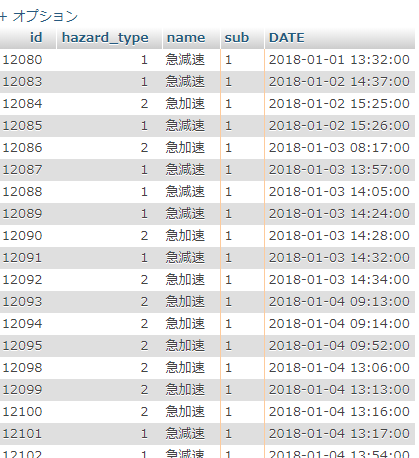 + オプション
id hazard_type name sub DATE
12080 1 急減速 1 2018-01-01 13:32:00
12083 1 急減速 1 2018-01-02 14:37:00
12084 2 急加速 1 2018-01-02 15:25:00
12085 1 急減速 1 2018-01-02 15:26:00
12086 2 急加速 1 2018-01-03 08:17:00
12087 1 急減速 1 2018-01-03 13:57:00
12088 1 急減速 1 2018-01-03 14:05:00
12089 1 急減速 1 2018-01-03 14:24:00
12090 2 急加速 1 2018-01-03 14:28:00
12091 1 急減速 1 2018-01-03 14:32:00
12092 2 急加速 1 2018-01-03 14:34:00
12093 2 急加速 1 2018-01-04 09:13:00
12094 2 急加速 1 2018-01-04 09:14:00
12095 2 急加速 1 2018-01-04 09:52:00
12098 2 急加速 1 2018-01-04 13:06:00
12099 2 急加速 1 2018-01-04 13:13:00
12100 2 急加速 1 2018-01-04 13:16:00
12101 1 急減速 1 2018-01-04 13:17:00
12102 1 急減速 1 2018-01-04 13:54:00